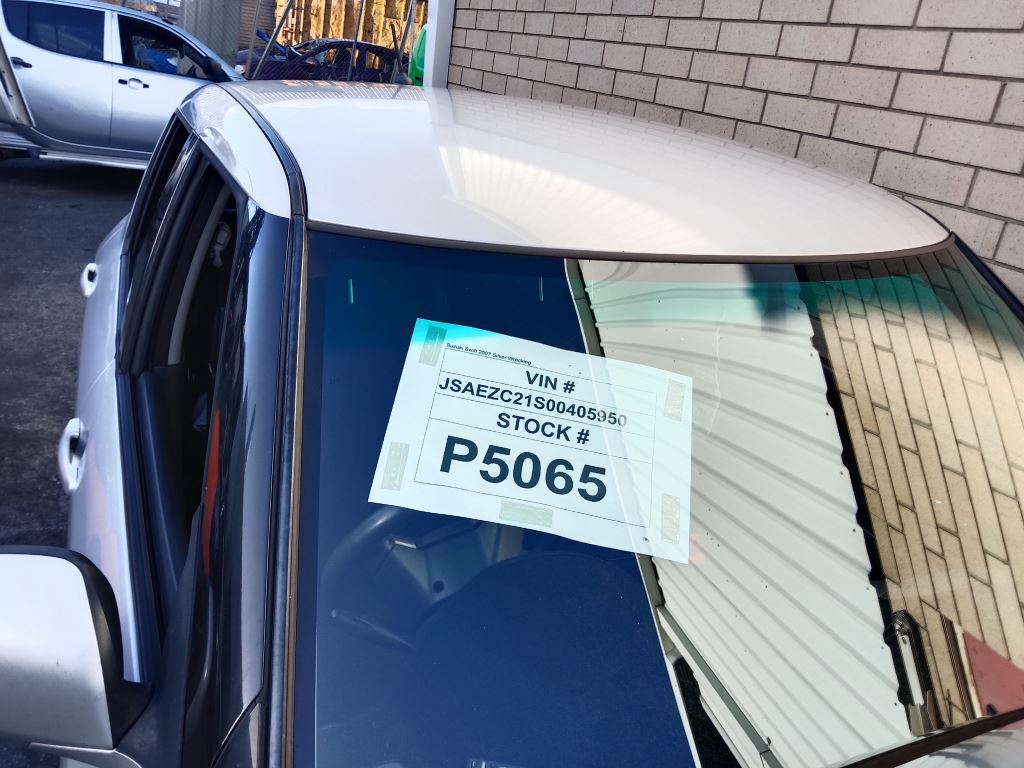 Suzuki Swift 2007 Silver Wrecking
VIN #
JSAEZC21S00405950
STOCK #
P5065